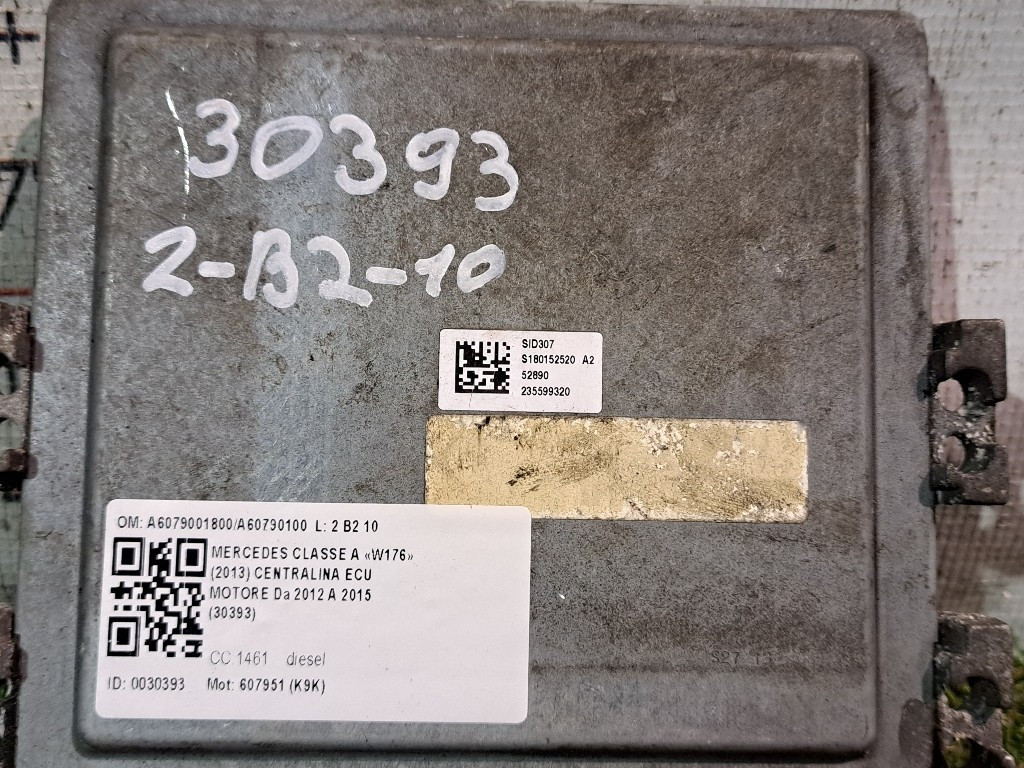 30393
2-B2-10
SID307
S180152520 A2
52890
235599320
OM: A6079001800/A60790100 L: 2 B2 10
MERCEDES CLASSE A «W176»
(2013) CENTRALINA ECU
MOTORE Da 2012 A 2015
(30393)
CC.1461 diesel
ID: 0030393 Mot: 607951 (K9K)